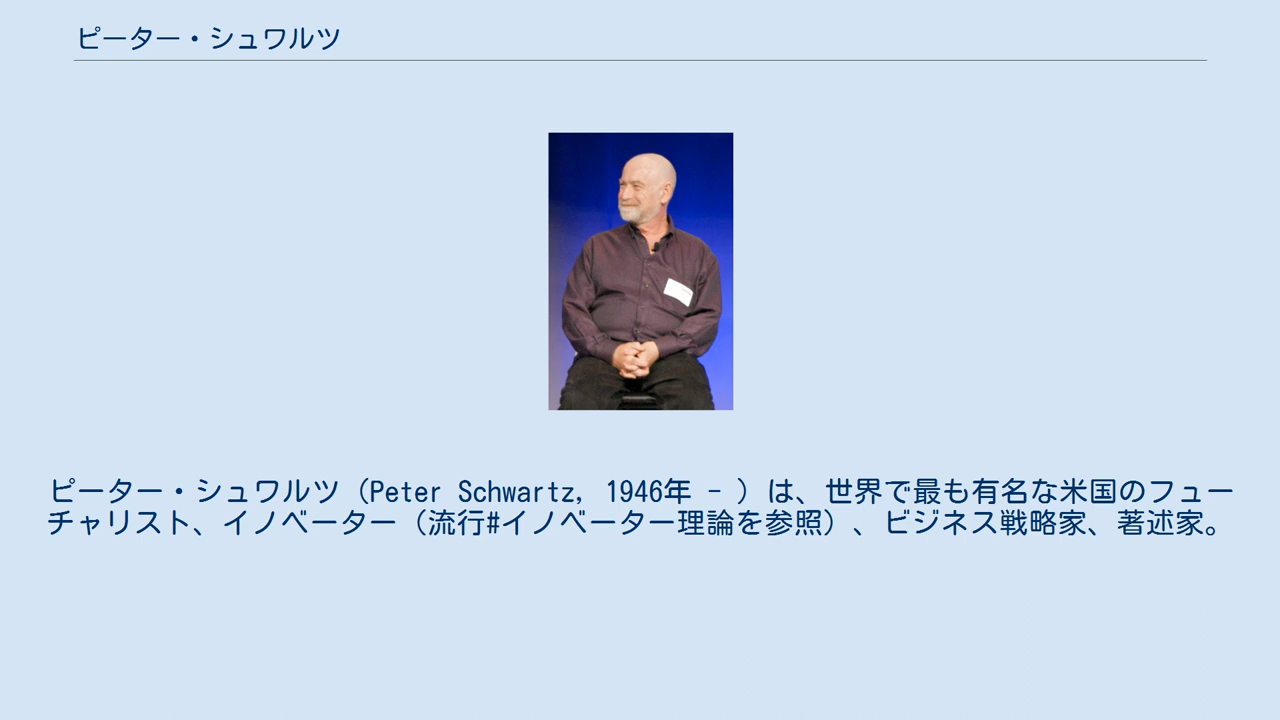 ピーター・シュワルツ
ピーター・シュワルツ（Peter Schwartz, 1946年 - ）は、世界で最も有名な米国のフュー
チャリスト、イノベーター（流行#イノベーター理論を参照）、ビジネス戦略家、著述家。